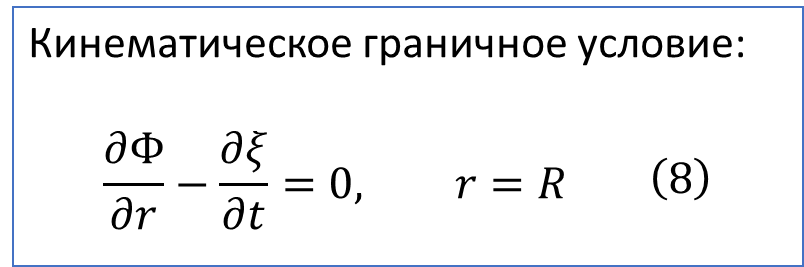 Кинематическое граничное условие:
∂Φ/∂r − ∂ξ/∂t = 0, r = R (8)